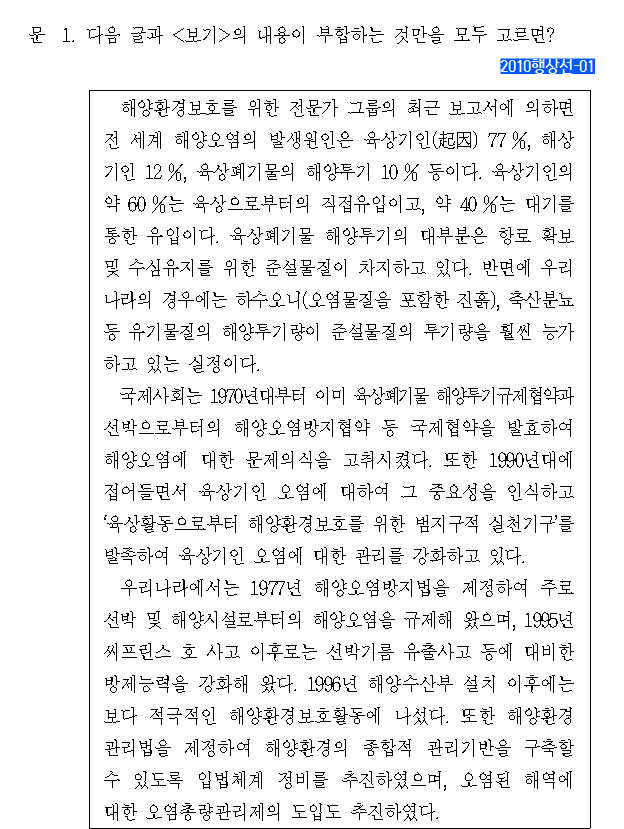 문 1. 다음 글과 <보기>의 내용이 부합하는 것만을 모두 고르면?
2010행상선-01
해양환경보호를 위한 전문가 그룹의 최근 보고서에 의하면
전 세계 해양오염의 발생원인은 육상기인(起因) 77 %, 해상
기인 12 %, 육상폐기물의 해양투기 10 % 등이다. 육상기인의
약 60 %는 육상으로부터의 직접유입이고, 약 40 %는 대기를
통한 유입이다. 육상폐기물 해양투기의 대부분은 항로 확보
및 수심유지를 위한 준설물질이 차지하고 있다. 반면에 우리
나라의 경우에는 하수오니(오염물질을 포함한 진흙), 축산분뇨
등 유기물질의 해양투기량이 준설물질의 투기량을 훨씬 능가
하고 있는 실정이다.
국제사회는 1970년대부터 이미 육상폐기물 해양투기규제협약과
선박으로부터의 해양오염방지협약 등 국제협약을 발효하여
해양오염에 대한 문제의식을 고취시켰다. 또한 1990년대에
접어들면서 육상기인 오염에 대하여 그 중요성을 인식하고
‘육상활동으로부터 해양환경보호를 위한 범지구적 실천기구’를
발족하여 육상기인 오염에 대한 관리를 강화하고 있다.
우리나라에서는 1977년 해양오염방지법을 제정하여 주로
선박 및 해양시설로부터의 해양오염을 규제해 왔으며, 1995년
씨프린스 호 사고 이후로는 선박기름 유출사고 등에 대비한
방제능력을 강화해 왔다. 1996년 해양수산부 설치 이후에는
보다 적극적인 해양환경보호활동에 나섰다. 또한 해양환경
관리법을 제정하여 해양환경의 종합적 관리기반을 구축할
수 있도록 입법체계 정비를 추진하였으며, 오염된 해역에
대한 오염총량관리제의 도입도 추진하였다.